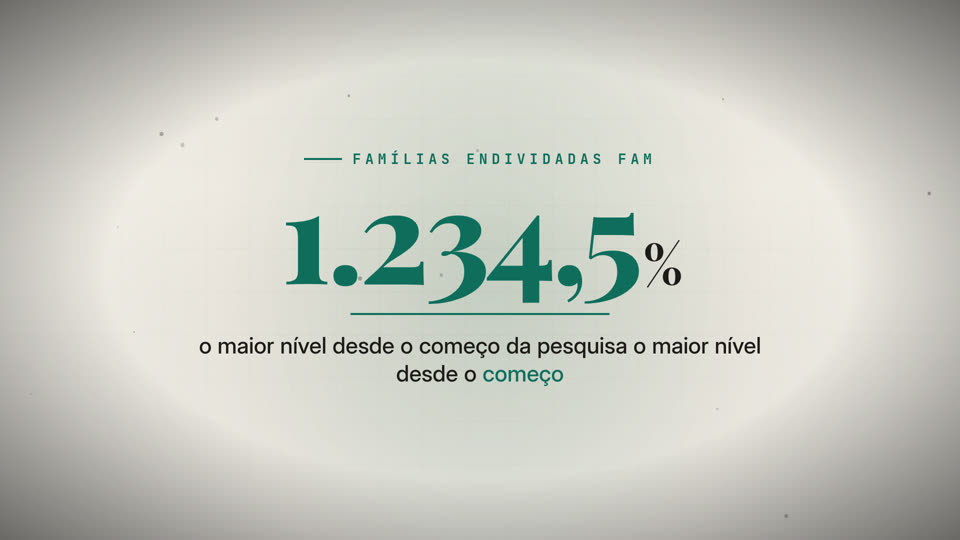 FAMÍLIAS ENDIVIDADAS FAM
1.234,5%
o maior nível desde o começo da pesquisa o maior nível
desde o começo